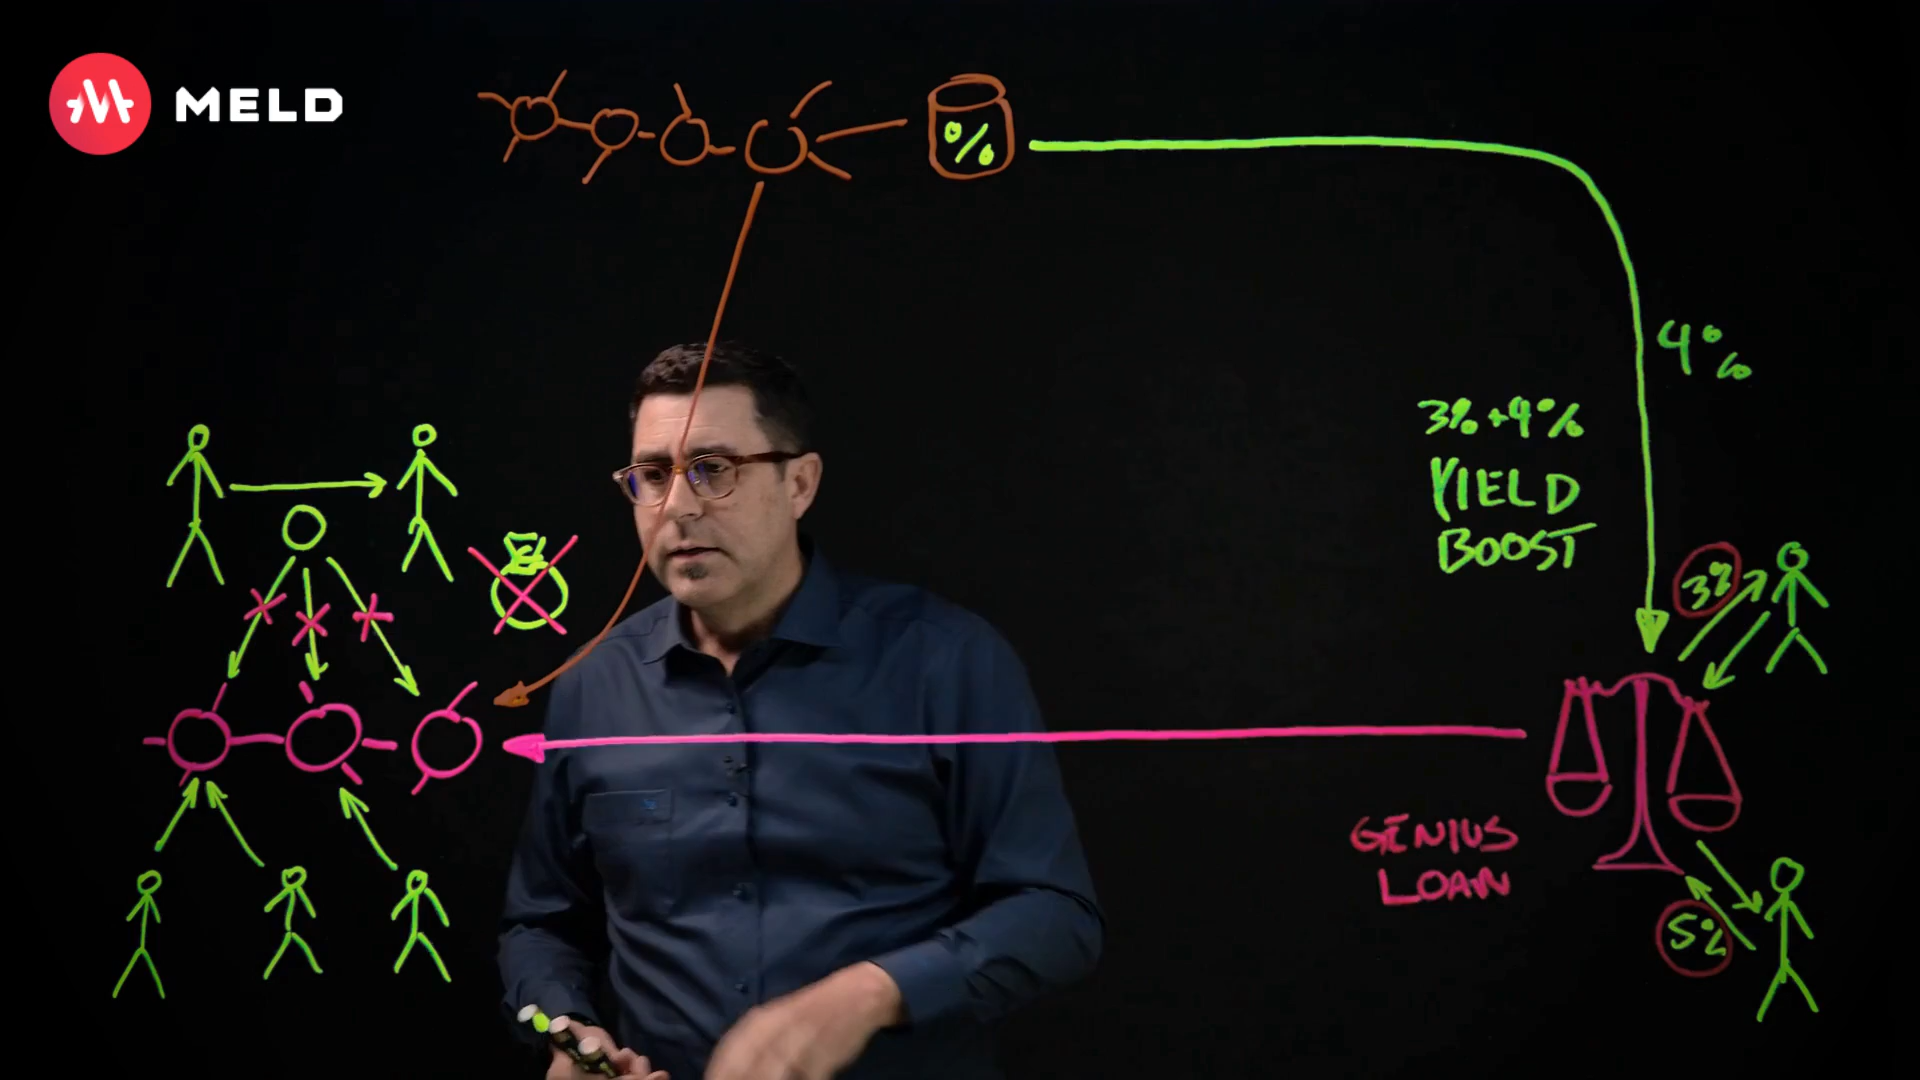 MELD
%
4%
3% + 4%
YIELD
BOOST
3%
GENIUS
LOAN
5%